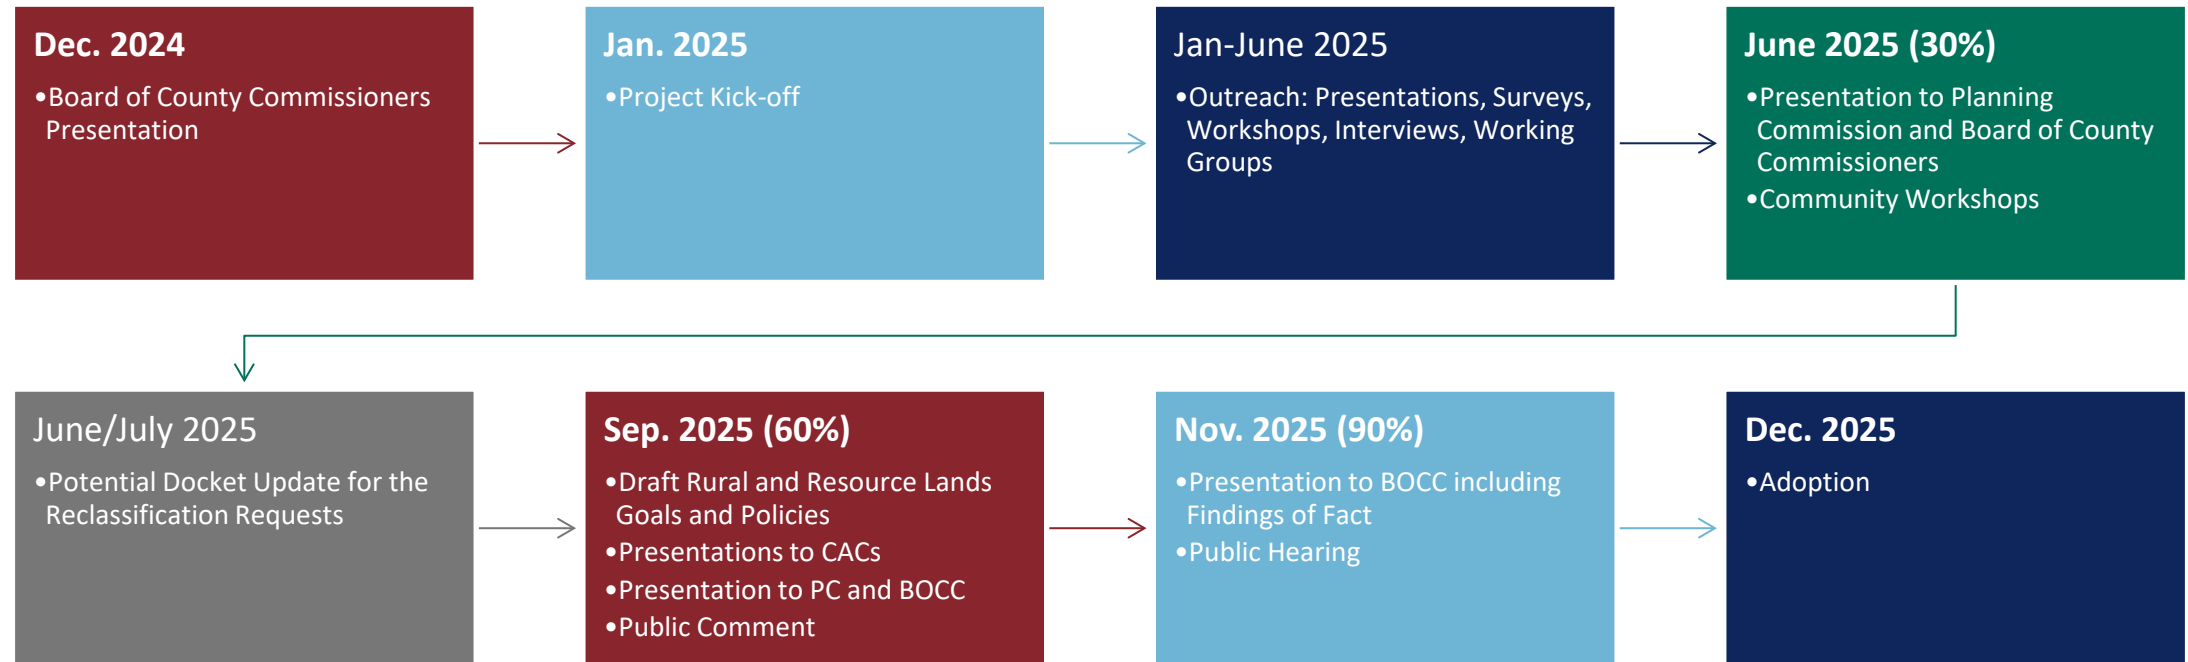 Dec. 2024
•Board of County Commissioners
Presentation
Jan. 2025
•Project Kick-off
Jan-June 2025
•Outreach: Presentations, Surveys,
Workshops, Interviews, Working
Groups
June 2025 (30%)
•Presentation to Planning
Commission and Board of County
Commissioners
•Community Workshops
June/July 2025
•Potential Docket Update for the
Reclassification Requests
Sep. 2025 (60%)
•Draft Rural and Resource Lands
Goals and Policies
•Presentations to CACs
•Presentation to PC and BOCC
•Public Comment
Nov. 2025 (90%)
•Presentation to BOCC including
Findings of Fact
•Public Hearing
Dec. 2025
•Adoption